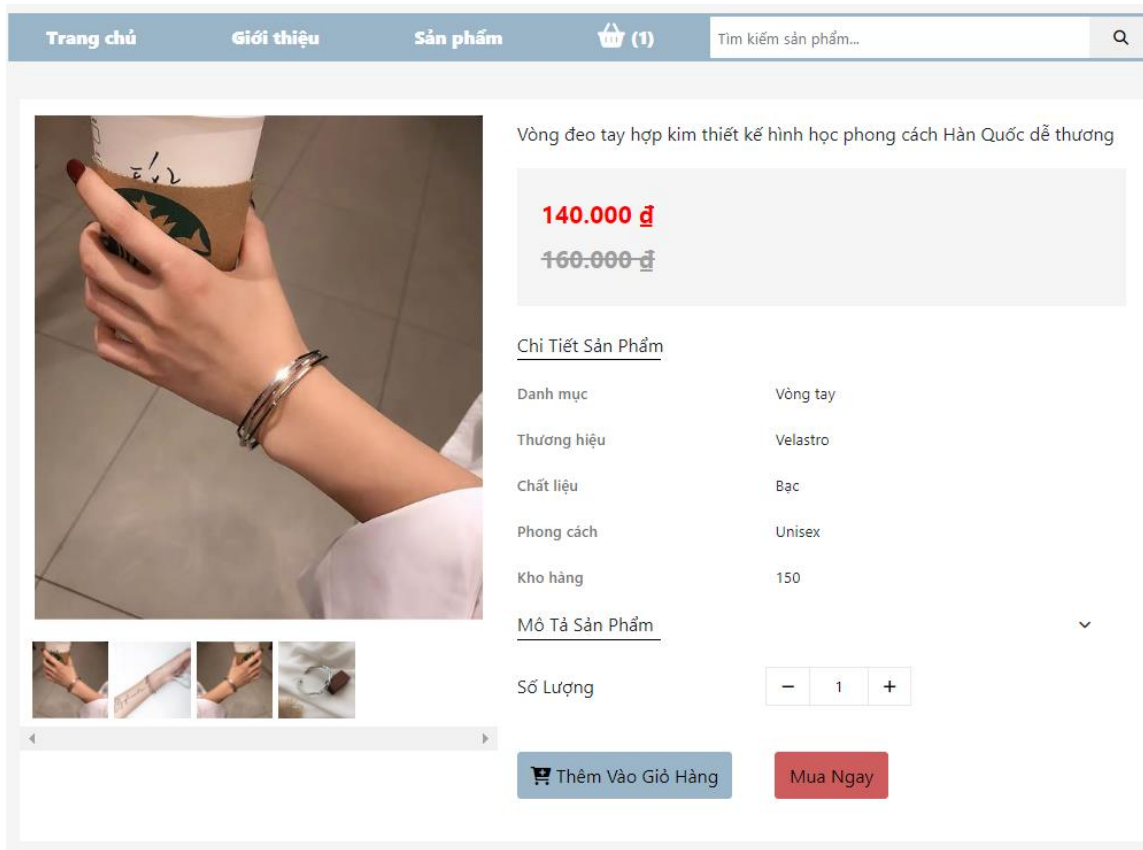 Trang chủ Giới thiệu Sản phẩm (1) Tìm kiếm sản phẩm...
Vòng đeo tay hợp kim thiết kế hình học phong cách Hàn Quốc dễ thương
140.000 ₫
160.000 ₫
Chi Tiết Sản Phẩm
Danh mục Vòng tay
Thương hiệu Velastro
Chất liệu Bạc
Phong cách Unisex
Kho hàng 150
Mô Tả Sản Phẩm
Số Lượng − 1 +
Thêm Vào Giỏ Hàng Mua Ngay